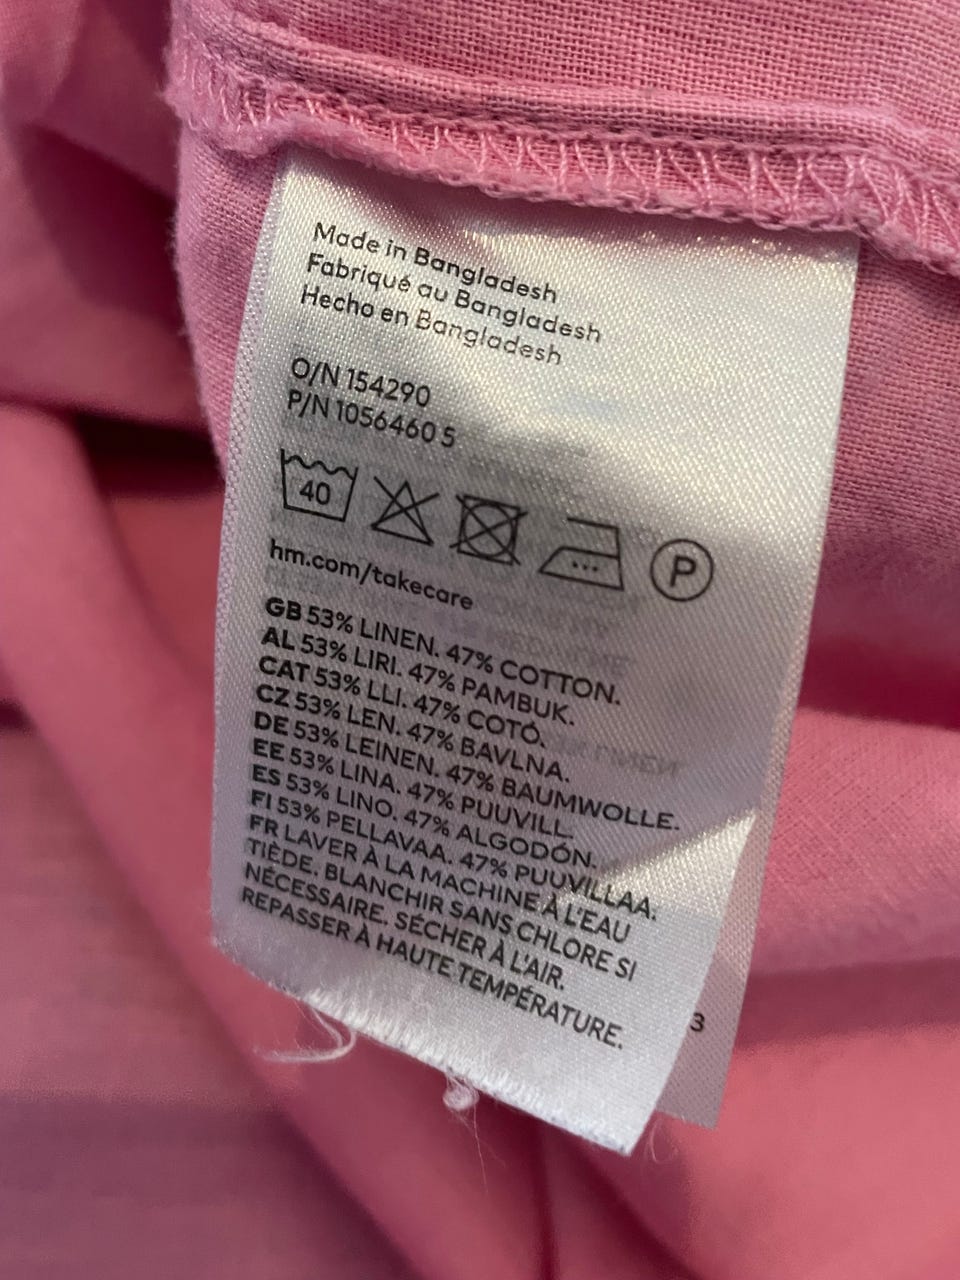 Made in Bangladesh
Fabriqué au Bangladesh
Hecho en Bangladesh
O/N 154290
P/N 1056460 5
40
P
hm.com/takecare
GB 53% LINEN. 47% COTTON.
AL 53% LIRI. 47% PAMBUK.
CAT 53% LLI. 47% COTÓ.
CZ 53% LEN. 47% BAVLNA.
DE 53% LEINEN. 47% BAUMWOLLE.
EE 53% LINA. 47% PUUVILL.
ES 53% LINO. 47% ALGODÓN.
FI 53% PELLAVAA. 47% PUUVILLAA.
FR LAVER À LA MACHINE À L'EAU
TIÈDE. BLANCHIR SANS CHLORE SI
NÉCESSAIRE. SÉCHER À L'AIR.
REPASSER À HAUTE TEMPÉRATURE.
3